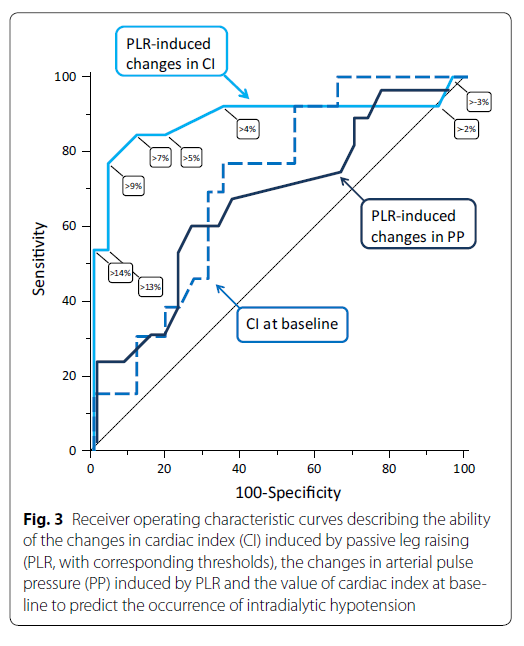 PLR-induced
changes in CI
100
80
60
40
20
0
Sensitivity
>-3%
>-2%
>4%
>7%
>5%
>9%
>14%
>13%
PLR-induced
changes in PP
CI at baseline
0
20
40
60
80
100
100-Specificity
Fig. 3 Receiver operating characteristic curves describing the ability
of the changes in cardiac index (CI) induced by passive leg raising
(PLR, with corresponding thresholds), the changes in arterial pulse
pressure (PP) induced by PLR and the value of cardiac index at base-
line to predict the occurrence of intradialytic hypotension